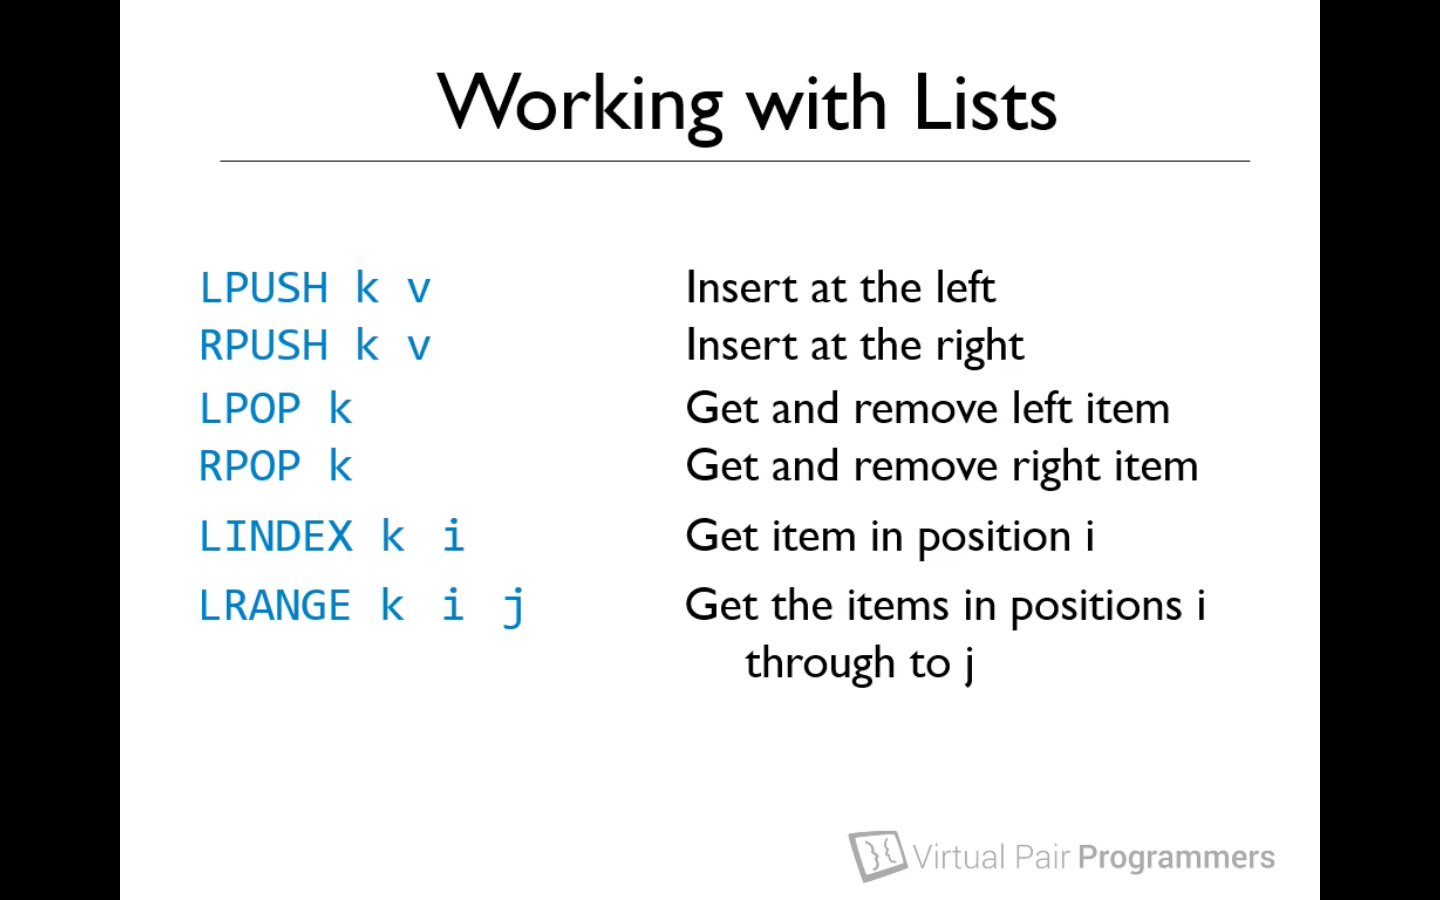 Working with Lists
LPUSH k v Insert at the left
RPUSH k v Insert at the right
LPOP k Get and remove left item
RPOP k Get and remove right item
LINDEX k i Get item in position i
LRANGE k i j Get the items in positions i
through to j
Virtual Pair Programmers